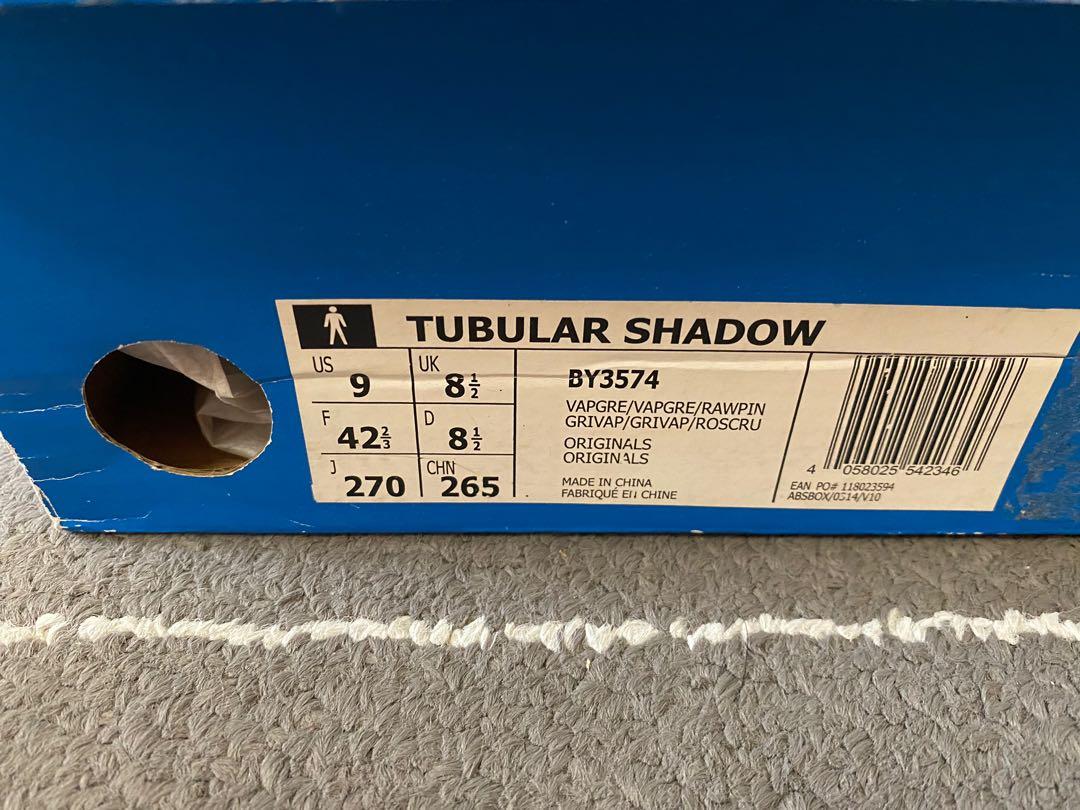 TUBULAR SHADOW
US 9 UK 8½
F 42⅔ D 8½
J 270 CHN 265
BY3574
VAPGRE/VAPGRE/RAWPIN
GRIVAP/GRIVAP/ROSCRU
ORIGINALS
ORIGINALS
MADE IN CHINA
FABRIQUÉ EN CHINE
4 058025 542346
EAN PO# 118023594
ABSBOX/0314/V10